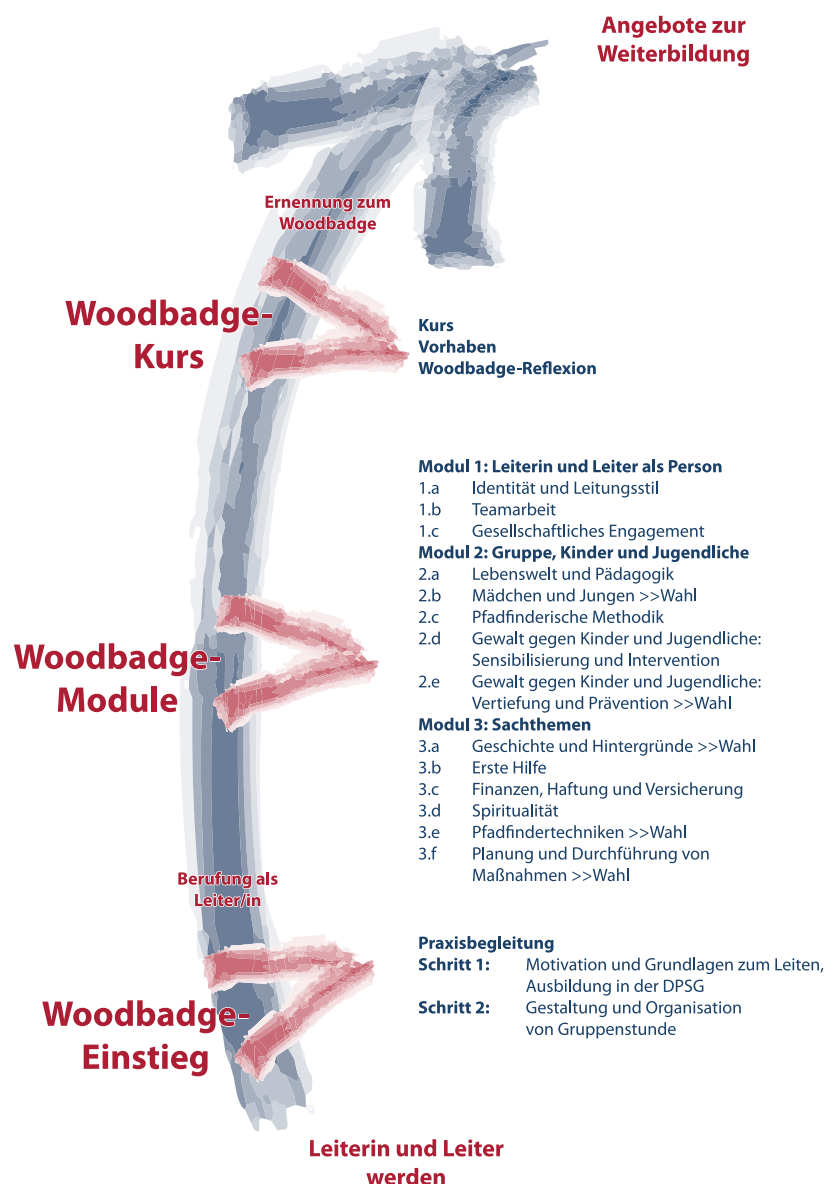 Angebote zur
Weiterbildung
Ernennung zum
Woodbadge
Woodbadge-
Kurs
Kurs
Vorhaben
Woodbadge-Reflexion
Modul 1: Leiterin und Leiter als Person
1.a Identität und Leitungsstil
1.b Teamarbeit
1.c Gesellschaftliches Engagement
Modul 2: Gruppe, Kinder und Jugendliche
2.a Lebenswelt und Pädagogik
2.b Mädchen und Jungen >>Wahl
2.c Pfadfinderische Methodik
2.d Gewalt gegen Kinder und Jugendliche:
Sensibilisierung und Intervention
2.e Gewalt gegen Kinder und Jugendliche:
Vertiefung und Prävention >>Wahl
Modul 3: Sachthemen
3.a Geschichte und Hintergründe >>Wahl
3.b Erste Hilfe
3.c Finanzen, Haftung und Versicherung
3.d Spiritualität
3.e Pfadfindertechniken >>Wahl
3.f Planung und Durchführung von
Maßnahmen >>Wahl
Woodbadge-
Module
Berufung als
Leiter/in
Praxisbegleitung
Schritt 1: Motivation und Grundlagen zum Leiten,
Ausbildung in der DPSG
Schritt 2: Gestaltung und Organisation
von Gruppenstunde
Woodbadge-
Einstieg
Leiterin und Leiter
werden